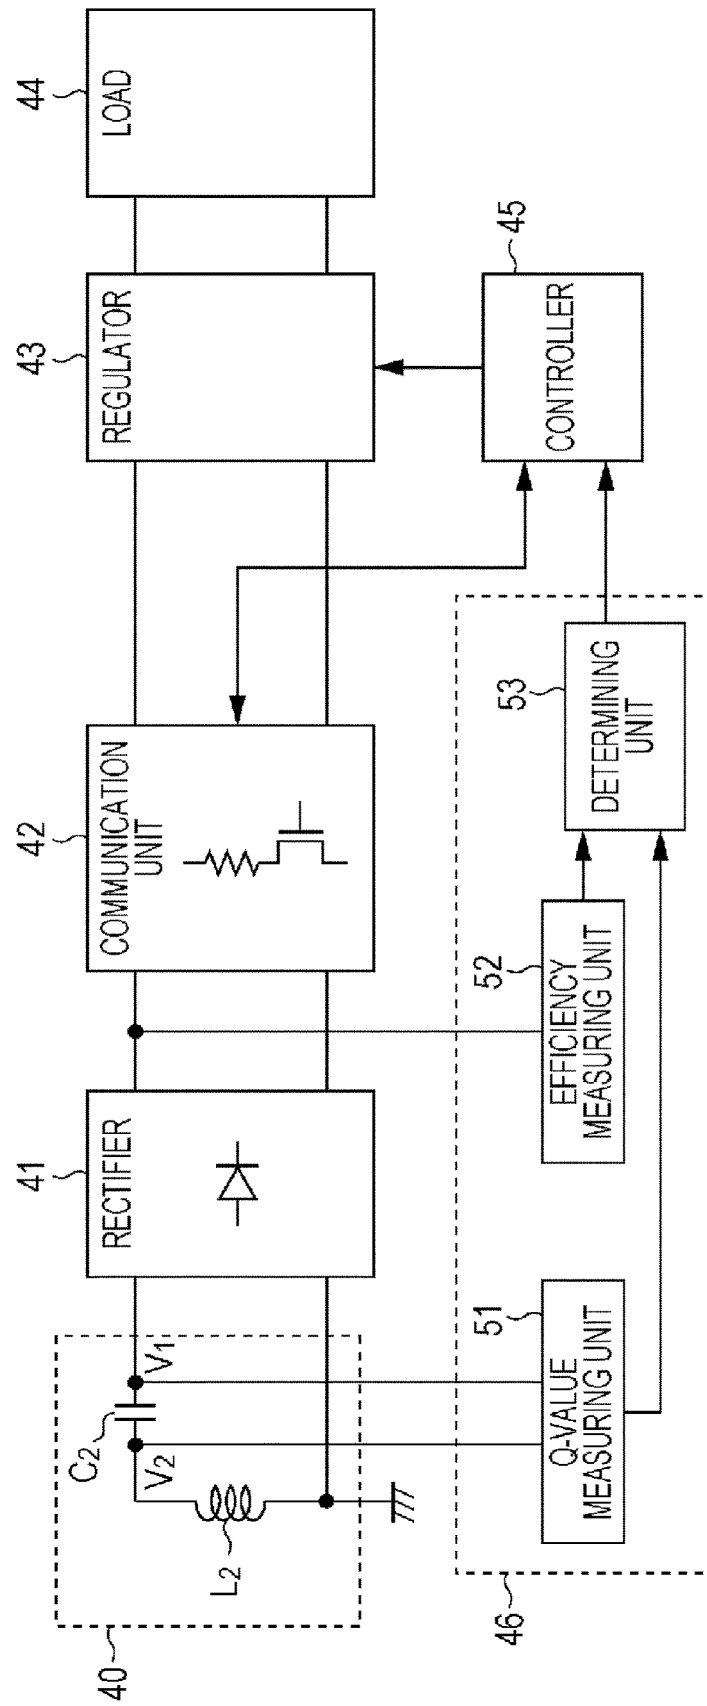 40
C2
V2
V1
L2
41
RECTIFIER
42
COMMUNICATION
UNIT
43
REGULATOR
44
LOAD
45
CONTROLLER
46
51
Q-VALUE
MEASURING UNIT
52
EFFICIENCY
MEASURING UNIT
53
DETERMINING
UNIT